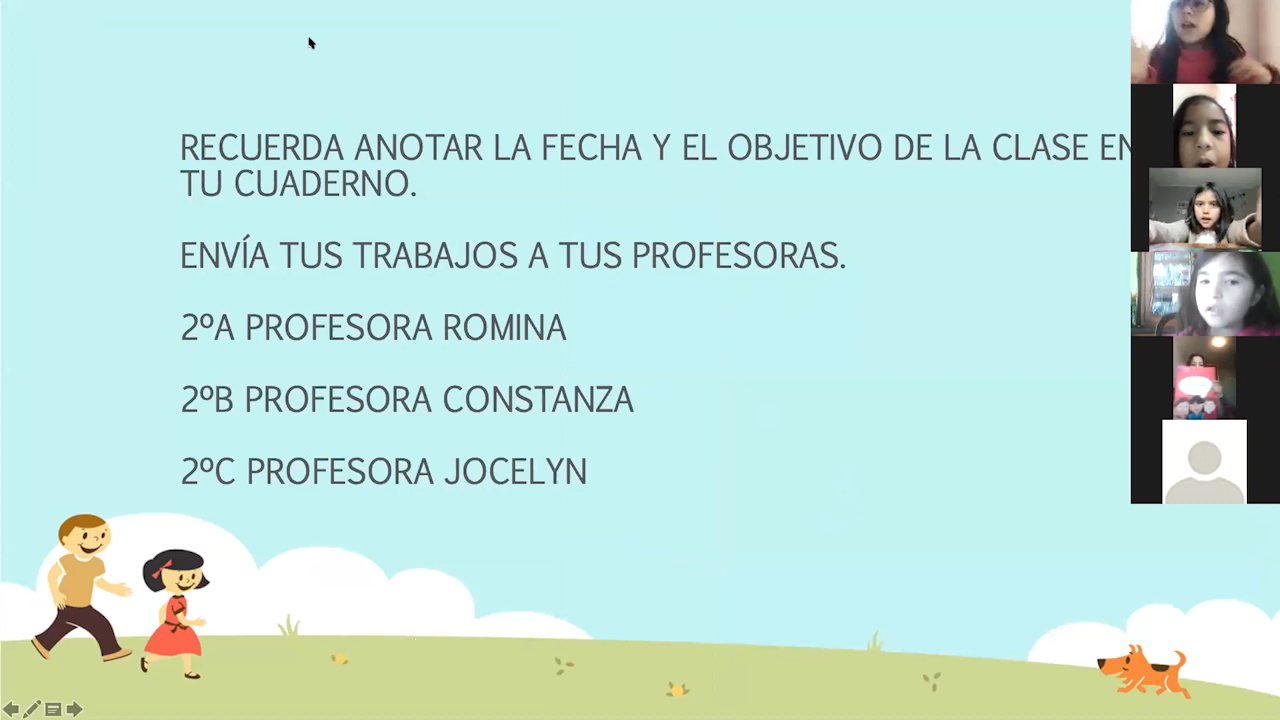 RECUERDA ANOTAR LA FECHA Y EL OBJETIVO DE LA CLASE EN
TU CUADERNO.
ENVÍA TUS TRABAJOS A TUS PROFESORAS.
2ºA PROFESORA ROMINA
2ºB PROFESORA CONSTANZA
2ºC PROFESORA JOCELYN